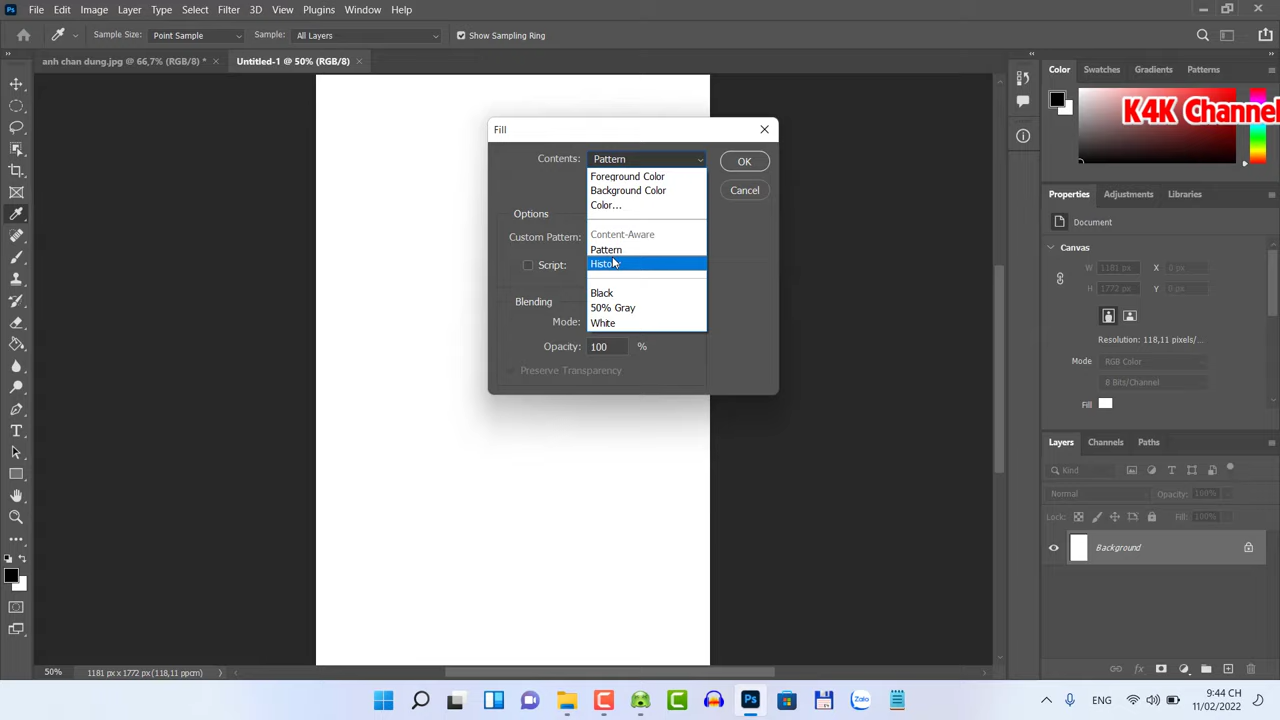 Ps File Edit Image Layer Type Select Filter 3D View Plugins Window Help
Sample Size: Point Sample Sample: All Layers Show Sampling Ring
anh chan dung.jpg @ 66,7% (RGB/8) * × Untitled-1 @ 50% (RGB/8) ×
Color Swatches Gradients Patterns
K4K Channel
Fill
Contents: Pattern OK
Foreground Color
Background Color Cancel
Color...
Options
Content-Aware
Custom Pattern:
Pattern
Script: History
Black
Blending
50% Gray
Mode: White
Opacity: 100 %
Preserve Transparency
Properties Adjustments Libraries
Document
Canvas
W 1181 px X 0 px
H 1772 px Y 0 px
Resolution: 118,11 pixels/...
Mode RGB Color
8 Bits/Channel
Fill
Layers Channels Paths
Kind
Normal Opacity: 100%
Lock: Fill: 100%
Background
50% 1181 px x 1772 px (118,11 ppcm)
Ps Zalo ENG 9:44 CH
11/02/2022